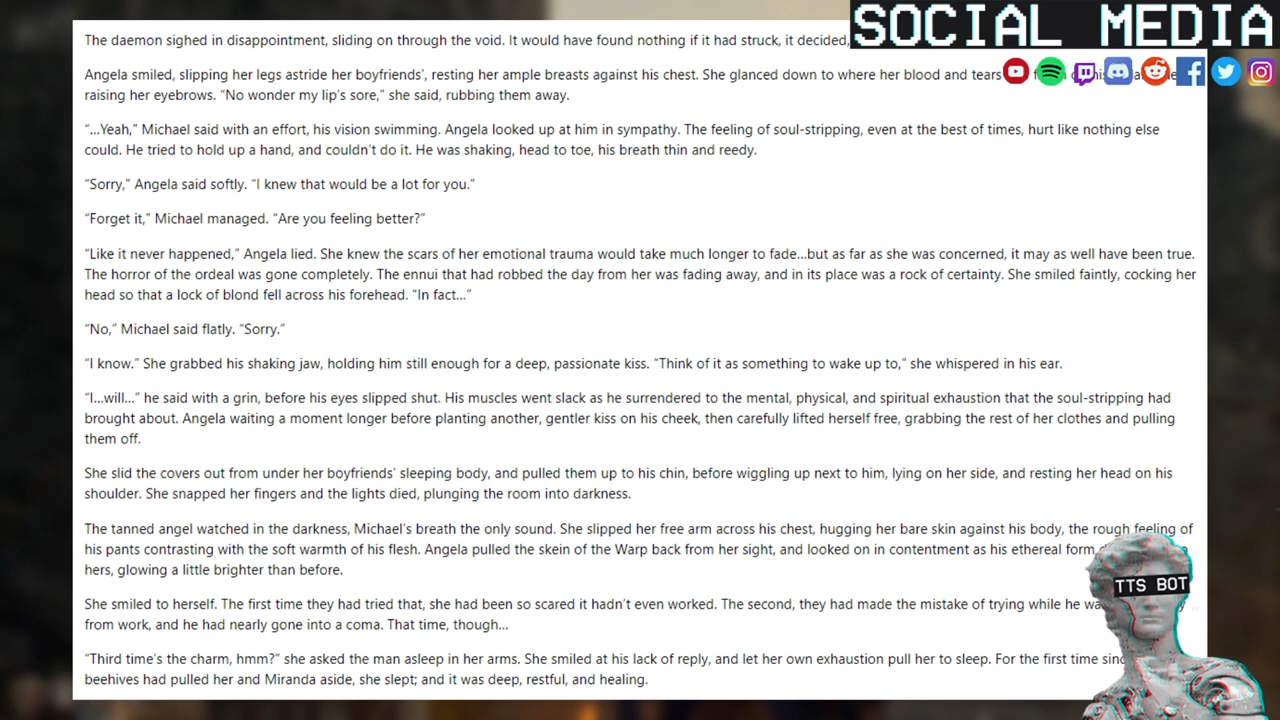 SOCIAL MEDIA
The daemon sighed in disappointment, sliding on through the void. It would have found nothing if it had struck, it decided,
Angela smiled, slipping her legs astride her boyfriends’, resting her ample breasts against his chest. She glanced down to where her blood and tears
raising her eyebrows. “No wonder my lip’s sore,” she said, rubbing them away.
“…Yeah,” Michael said with an effort, his vision swimming. Angela looked up at him in sympathy. The feeling of soul-stripping, even at the best of times, hurt like nothing else
could. He tried to hold up a hand, and couldn’t do it. He was shaking, head to toe, his breath thin and reedy.
“Sorry,” Angela said softly. “I knew that would be a lot for you.”
“Forget it,” Michael managed. “Are you feeling better?”
“Like it never happened,” Angela lied. She knew the scars of her emotional trauma would take much longer to fade…but as far as she was concerned, it may as well have been true.
The horror of the ordeal was gone completely. The ennui that had robbed the day from her was fading away, and in its place was a rock of certainty. She smiled faintly, cocking her
head so that a lock of blond fell across his forehead. “In fact…”
“No,” Michael said flatly. “Sorry.”
“I know.” She grabbed his shaking jaw, holding him still enough for a deep, passionate kiss. “Think of it as something to wake up to,” she whispered in his ear.
“I…will…” he said with a grin, before his eyes slipped shut. His muscles went slack as he surrendered to the mental, physical, and spiritual exhaustion that the soul-stripping had
brought about. Angela waiting a moment longer before planting another, gentler kiss on his cheek, then carefully lifted herself free, grabbing the rest of her clothes and pulling
them off.
She slid the covers out from under her boyfriends’ sleeping body, and pulled them up to his chin, before wiggling up next to him, lying on her side, and resting her head on his
shoulder. She snapped her fingers and the lights died, plunging the room into darkness.
The tanned angel watched in the darkness, Michael’s breath the only sound. She slipped her free arm across his chest, hugging her bare skin against his body, the rough feeling of
his pants contrasting with the soft warmth of his flesh. Angela pulled the skein of the Warp back from her sight, and looked on in contentment as his ethereal form
hers, glowing a little brighter than before.
TTS BOT
She smiled to herself. The first time they had tried that, she had been so scared it hadn’t even worked. The second, they had made the mistake of trying while he
from work, and he had nearly gone into a coma. That time, though…
“Third time’s the charm, hmm?” she asked the man asleep in her arms. She smiled at his lack of reply, and let her own exhaustion pull her to sleep. For the first time
beehives had pulled her and Miranda aside, she slept; and it was deep, restful, and healing.